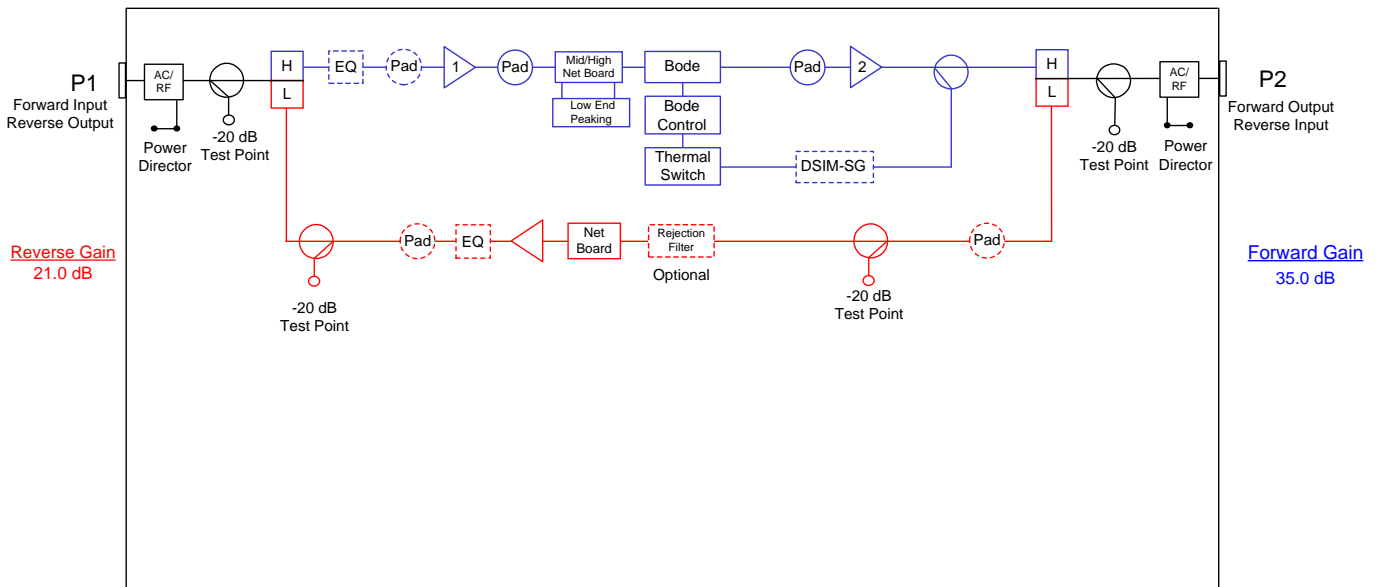 P1
Forward Input
Reverse Output
AC/
RF
Power
Director
-20 dB
Test Point
H
L
EQ
Pad
1
Pad
Mid/High
Net Board
Low End
Peaking
Bode
Bode
Control
Thermal
Switch
Pad
2
DSIM-SG
H
L
-20 dB
Test Point
AC/
RF
Power
Director
P2
Forward Output
Reverse Input
Reverse Gain
21.0 dB
-20 dB
Test Point
Pad
EQ
Net
Board
Rejection
Filter
Optional
-20 dB
Test Point
Pad
Forward Gain
35.0 dB